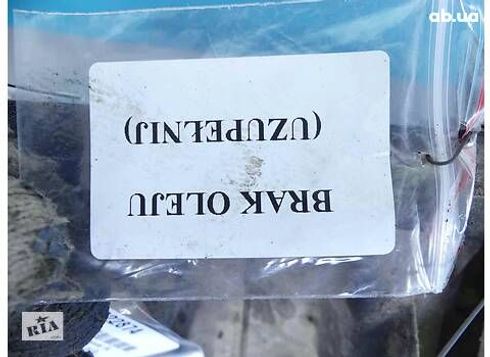 BRAK OLEJU
(UZUPEŁNIJ)
ab.ua
RIA